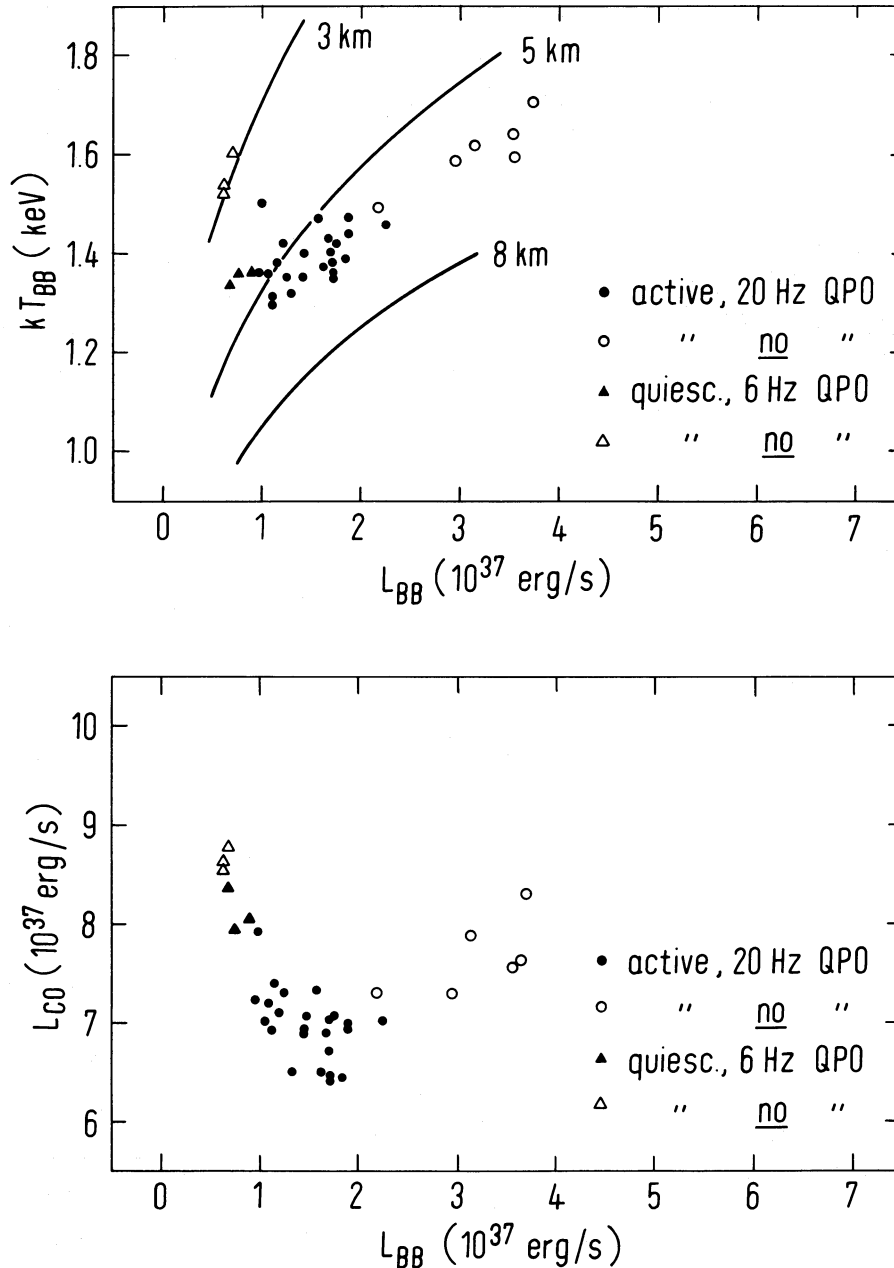 kT_BB (keV)
1.8
1.6
1.4
1.2
1.0
3 km
5 km
8 km
• active, 20 Hz QPO
○ " no "
▲ quiesc., 6 Hz QPO
△ " no "
0 1 2 3 4 5 6 7
L_BB (10^37 erg/s)
L_CO (10^37 erg/s)
10
9
8
7
6
• active, 20 Hz QPO
○ " no "
▲ quiesc., 6 Hz QPO
△ " no "
0 1 2 3 4 5 6 7
L_BB (10^37 erg/s)